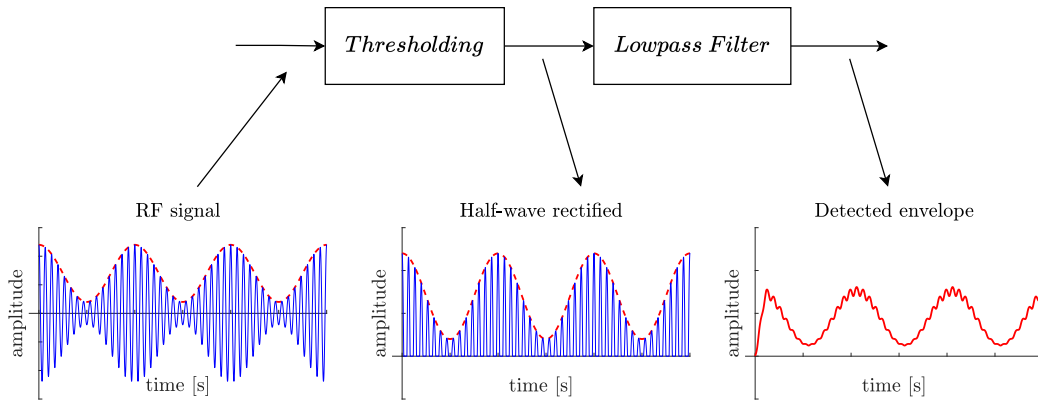 Thresholding
Lowpass Filter
RF signal
Half-wave rectified
Detected envelope
amplitude
time [s]
amplitude
time [s]
amplitude
time [s]